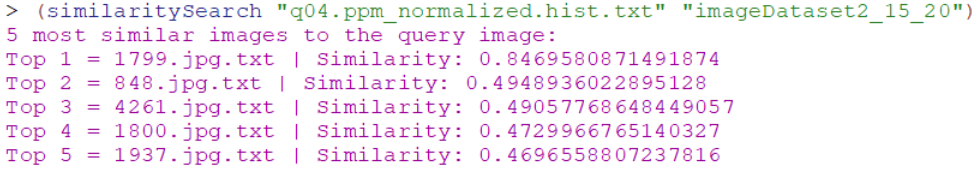 > (similaritySearch "q04.ppm_normalized.hist.txt" "imageDataset2_15_20")
5 most similar images to the query image:
Top 1 = 1799.jpg.txt | Similarity: 0.8469580871491874
Top 2 = 848.jpg.txt | Similarity: 0.4948936022895128
Top 3 = 4261.jpg.txt | Similarity: 0.49057768648449057
Top 4 = 1800.jpg.txt | Similarity: 0.4729966765140327
Top 5 = 1937.jpg.txt | Similarity: 0.4696558807237816